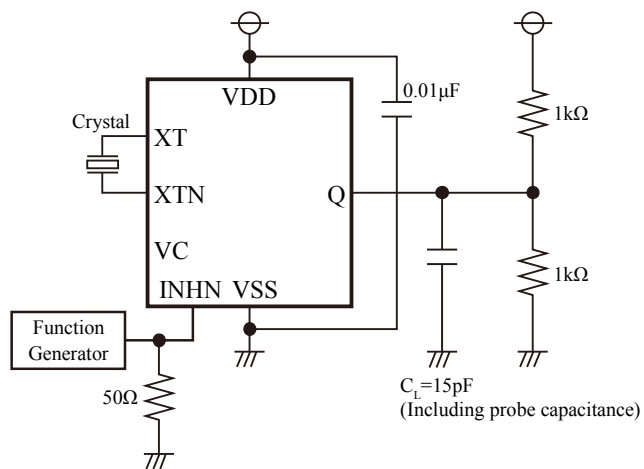 VDD
0.01μF
1kΩ
Crystal
XT
XTN
Q
VC
INHN VSS
1kΩ
Function
Generator
50Ω
C_L=15pF
(Including probe capacitance)